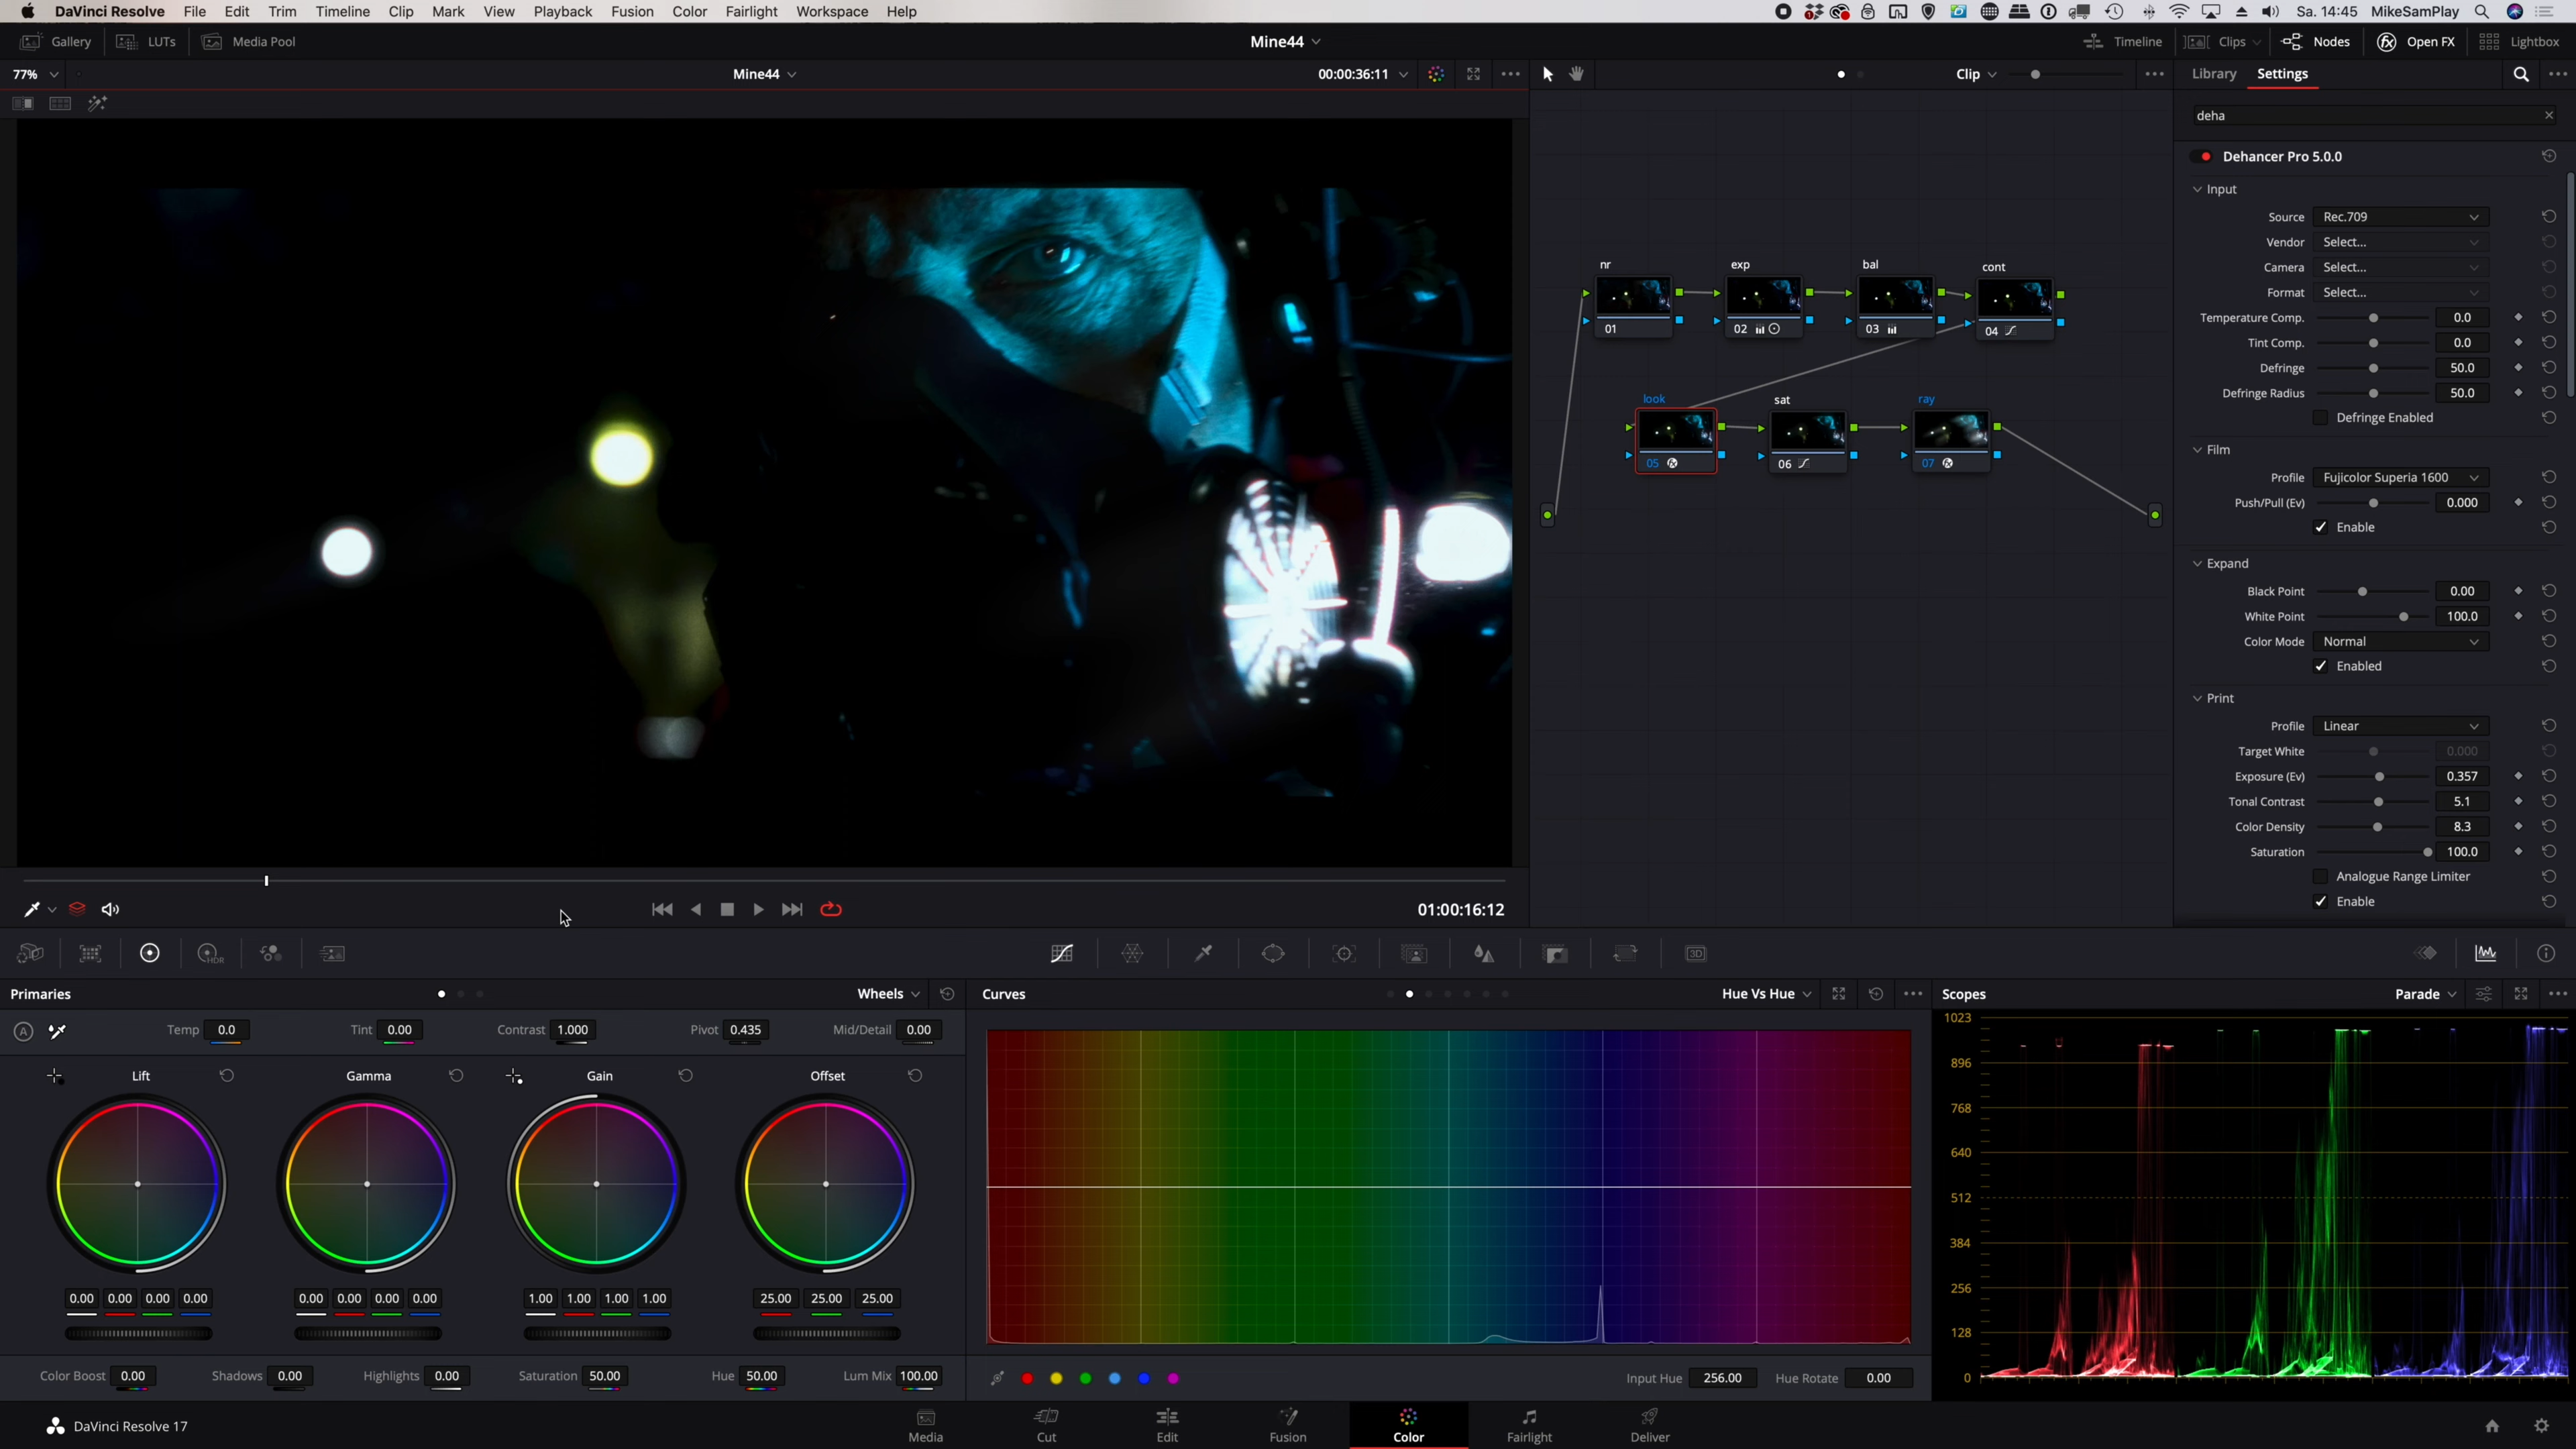 DaVinci Resolve File Edit Trim Timeline Clip Mark View Playback Fusion Color Fairlight Workspace Help Sa. 14:45 MikeSamPlay
Gallery LUTs Media Pool Mine44 Timeline Clips Nodes Open FX Lightbox
77% Mine44 00:00:36:11 Clip Library Settings
deha
Dehancer Pro 5.0.0
Input
Source Rec.709
Vendor Select...
Camera Select...
Format Select...
Temperature Comp. 0.0
Tint Comp. 0.0
Defringe 50.0
Defringe Radius 50.0
Defringe Enabled
Film
Profile Fujicolor Superia 1600
Push/Pull (Ev) 0.000
Enable
Expand
Black Point 0.00
White Point 100.0
Color Mode Normal
Enabled
Print
Profile Linear
Target White 0.000
Exposure (Ev) 0.357
Tonal Contrast 5.1
Color Density 8.3
Saturation 100.0
Analogue Range Limiter
Enable
nr exp bal cont
01 02 03 04
look sat ray
05 06 07
01:00:16:12
HDR 3D
Primaries Wheels Curves Hue Vs Hue Scopes Parade
A Temp 0.0 Tint 0.00 Contrast 1.000 Pivot 0.435 Mid/Detail 0.00
Lift Gamma Gain Offset
0.00 0.00 0.00 0.00 0.00 0.00 0.00 0.00 1.00 1.00 1.00 1.00 25.00 25.00 25.00
Color Boost 0.00 Shadows 0.00 Highlights 0.00 Saturation 50.00 Hue 50.00 Lum Mix 100.00
Input Hue 256.00 Hue Rotate 0.00
1023
896
768
640
512
384
256
128
0
DaVinci Resolve 17 Media Cut Edit Fusion Color Fairlight Deliver